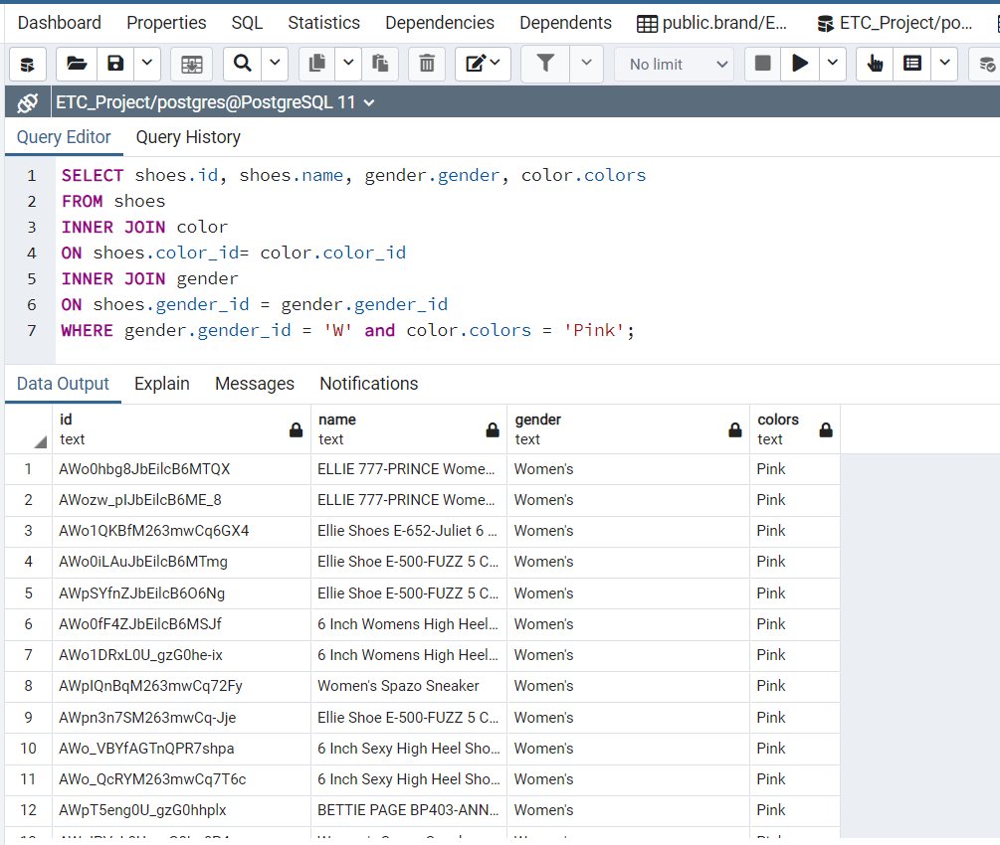 Dashboard Properties SQL Statistics Dependencies Dependents public.brand/E... ETC_Project/po...
No limit
ETC_Project/postgres@PostgreSQL 11
Query Editor Query History
1 SELECT shoes.id, shoes.name, gender.gender, color.colors
2 FROM shoes
3 INNER JOIN color
4 ON shoes.color_id= color.color_id
5 INNER JOIN gender
6 ON shoes.gender_id = gender.gender_id
7 WHERE gender.gender_id = 'W' and color.colors = 'Pink';
Data Output Explain Messages Notifications
id name gender colors
text text text text
1 AWo0hbg8JbEilcB6MTQX ELLIE 777-PRINCE Wome... Women's Pink
2 AWozw_pIJbEilcB6ME_8 ELLIE 777-PRINCE Wome... Women's Pink
3 AWo1QKBfM263mwCq6GX4 Ellie Shoes E-652-Juliet 6 ... Women's Pink
4 AWo0iLAuJbEilcB6MTmg Ellie Shoe E-500-FUZZ 5 C... Women's Pink
5 AWpSYfnZJbEilcB6O6Ng Ellie Shoe E-500-FUZZ 5 C... Women's Pink
6 AWo0fF4ZJbEilcB6MSJf 6 Inch Womens High Heel... Women's Pink
7 AWo1DRxL0U_gzG0he-ix 6 Inch Womens High Heel... Women's Pink
8 AWpIQnBqM263mwCq72Fy Women's Spazo Sneaker Women's Pink
9 AWpn3n7SM263mwCq-Jje Ellie Shoe E-500-FUZZ 5 C... Women's Pink
10 AWo_VBYfAGTnQPR7shpa 6 Inch Sexy High Heel Sho... Women's Pink
11 AWo_QcRYM263mwCq7T6c 6 Inch Sexy High Heel Sho... Women's Pink
12 AWpT5eng0U_gzG0hhplx BETTIE PAGE BP403-ANN... Women's Pink